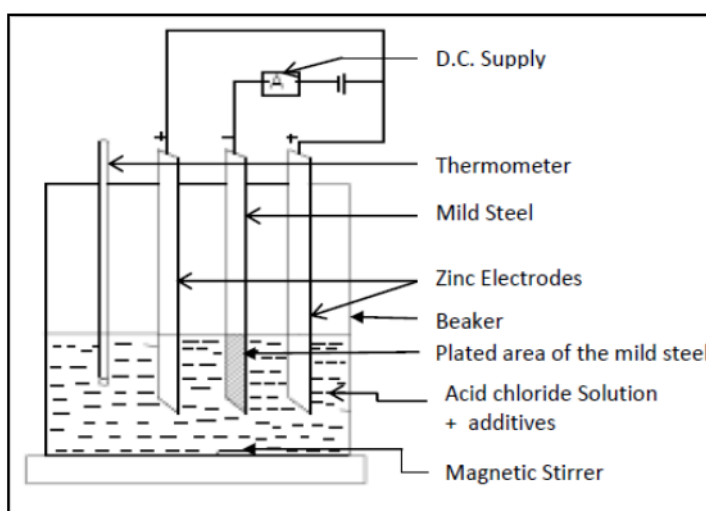 D.C. Supply
A
+
−
+
Thermometer
Mild Steel
Zinc Electrodes
Beaker
Plated area of the mild steel
Acid chloride Solution
+ additives
Magnetic Stirrer